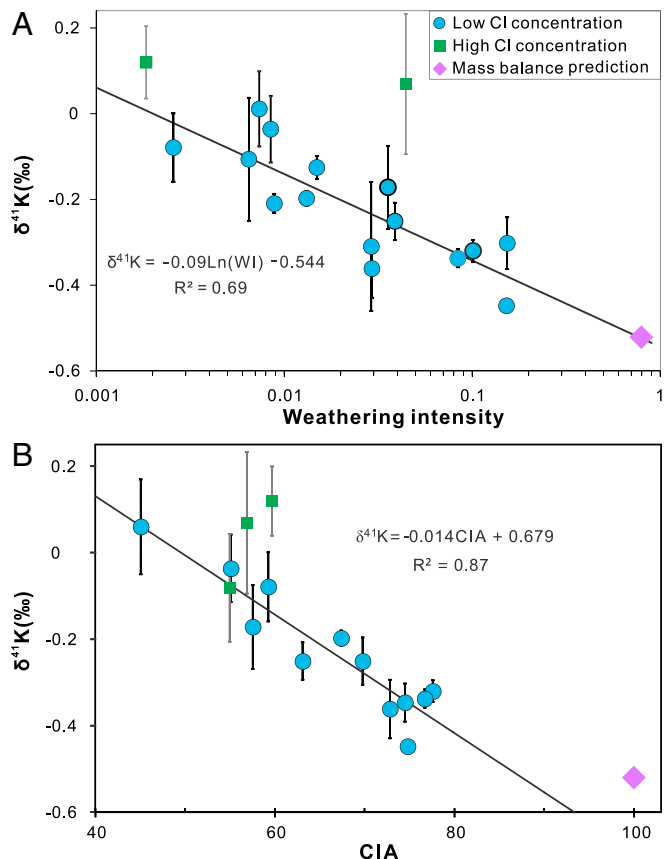 A
Low Cl concentration
High Cl concentration
Mass balance prediction
0.2
0
-0.2
-0.4
-0.6
δ⁴¹K(‰)
δ⁴¹K = -0.09Ln(WI) -0.544
R² = 0.69
0.001
0.01
0.1
1
Weathering intensity
B
0.2
0
-0.2
-0.4
-0.6
δ⁴¹K(‰)
δ⁴¹K=-0.014CIA + 0.679
R² = 0.87
40
60
80
100
CIA